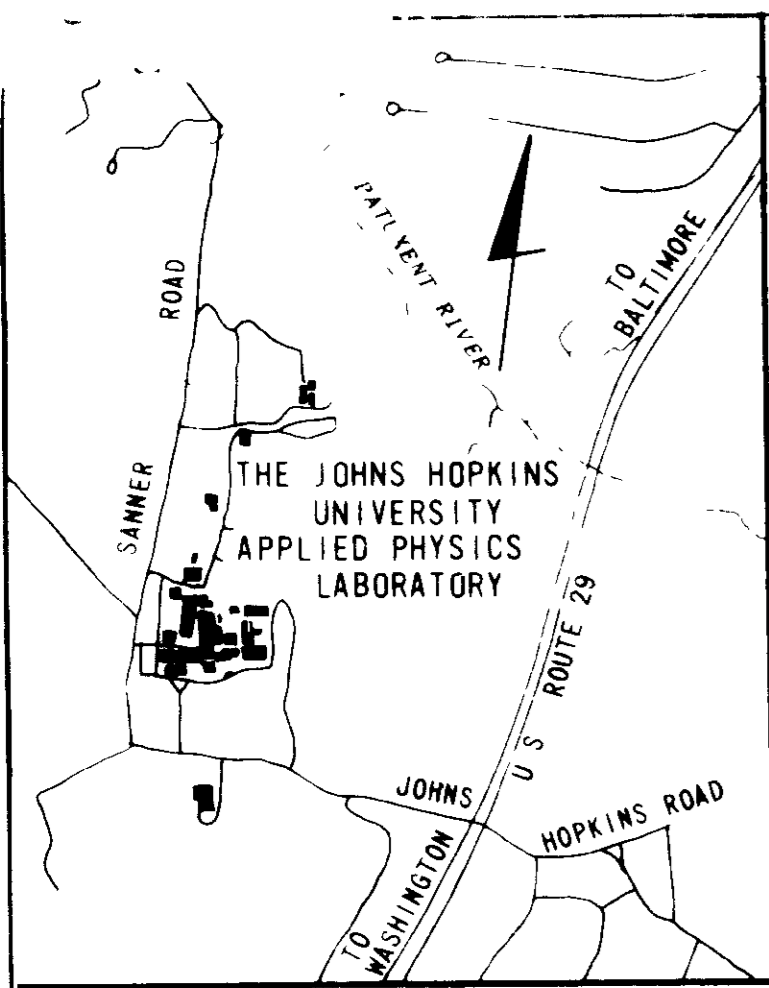 PATUXENT RIVER
TO
BALTIMORE
ROAD
SANNER
THE JOHNS HOPKINS
UNIVERSITY
APPLIED PHYSICS
LABORATORY
US ROUTE 29
JOHNS
HOPKINS ROAD
TO
WASHINGTON